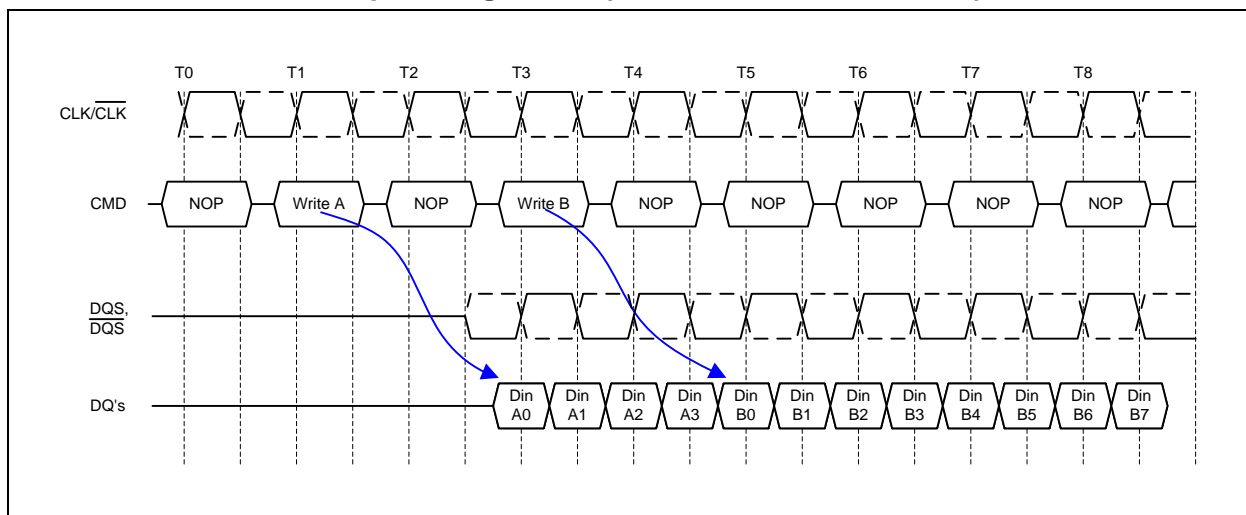 T0 T1 T2 T3 T4 T5 T6 T7 T8
CLK/CLK
CMD NOP Write A NOP Write B NOP NOP NOP NOP NOP
DQS,
DQS
DQ's Din Din Din Din Din Din Din Din Din Din Din Din
A0 A1 A2 A3 B0 B1 B2 B3 B4 B5 B6 B7